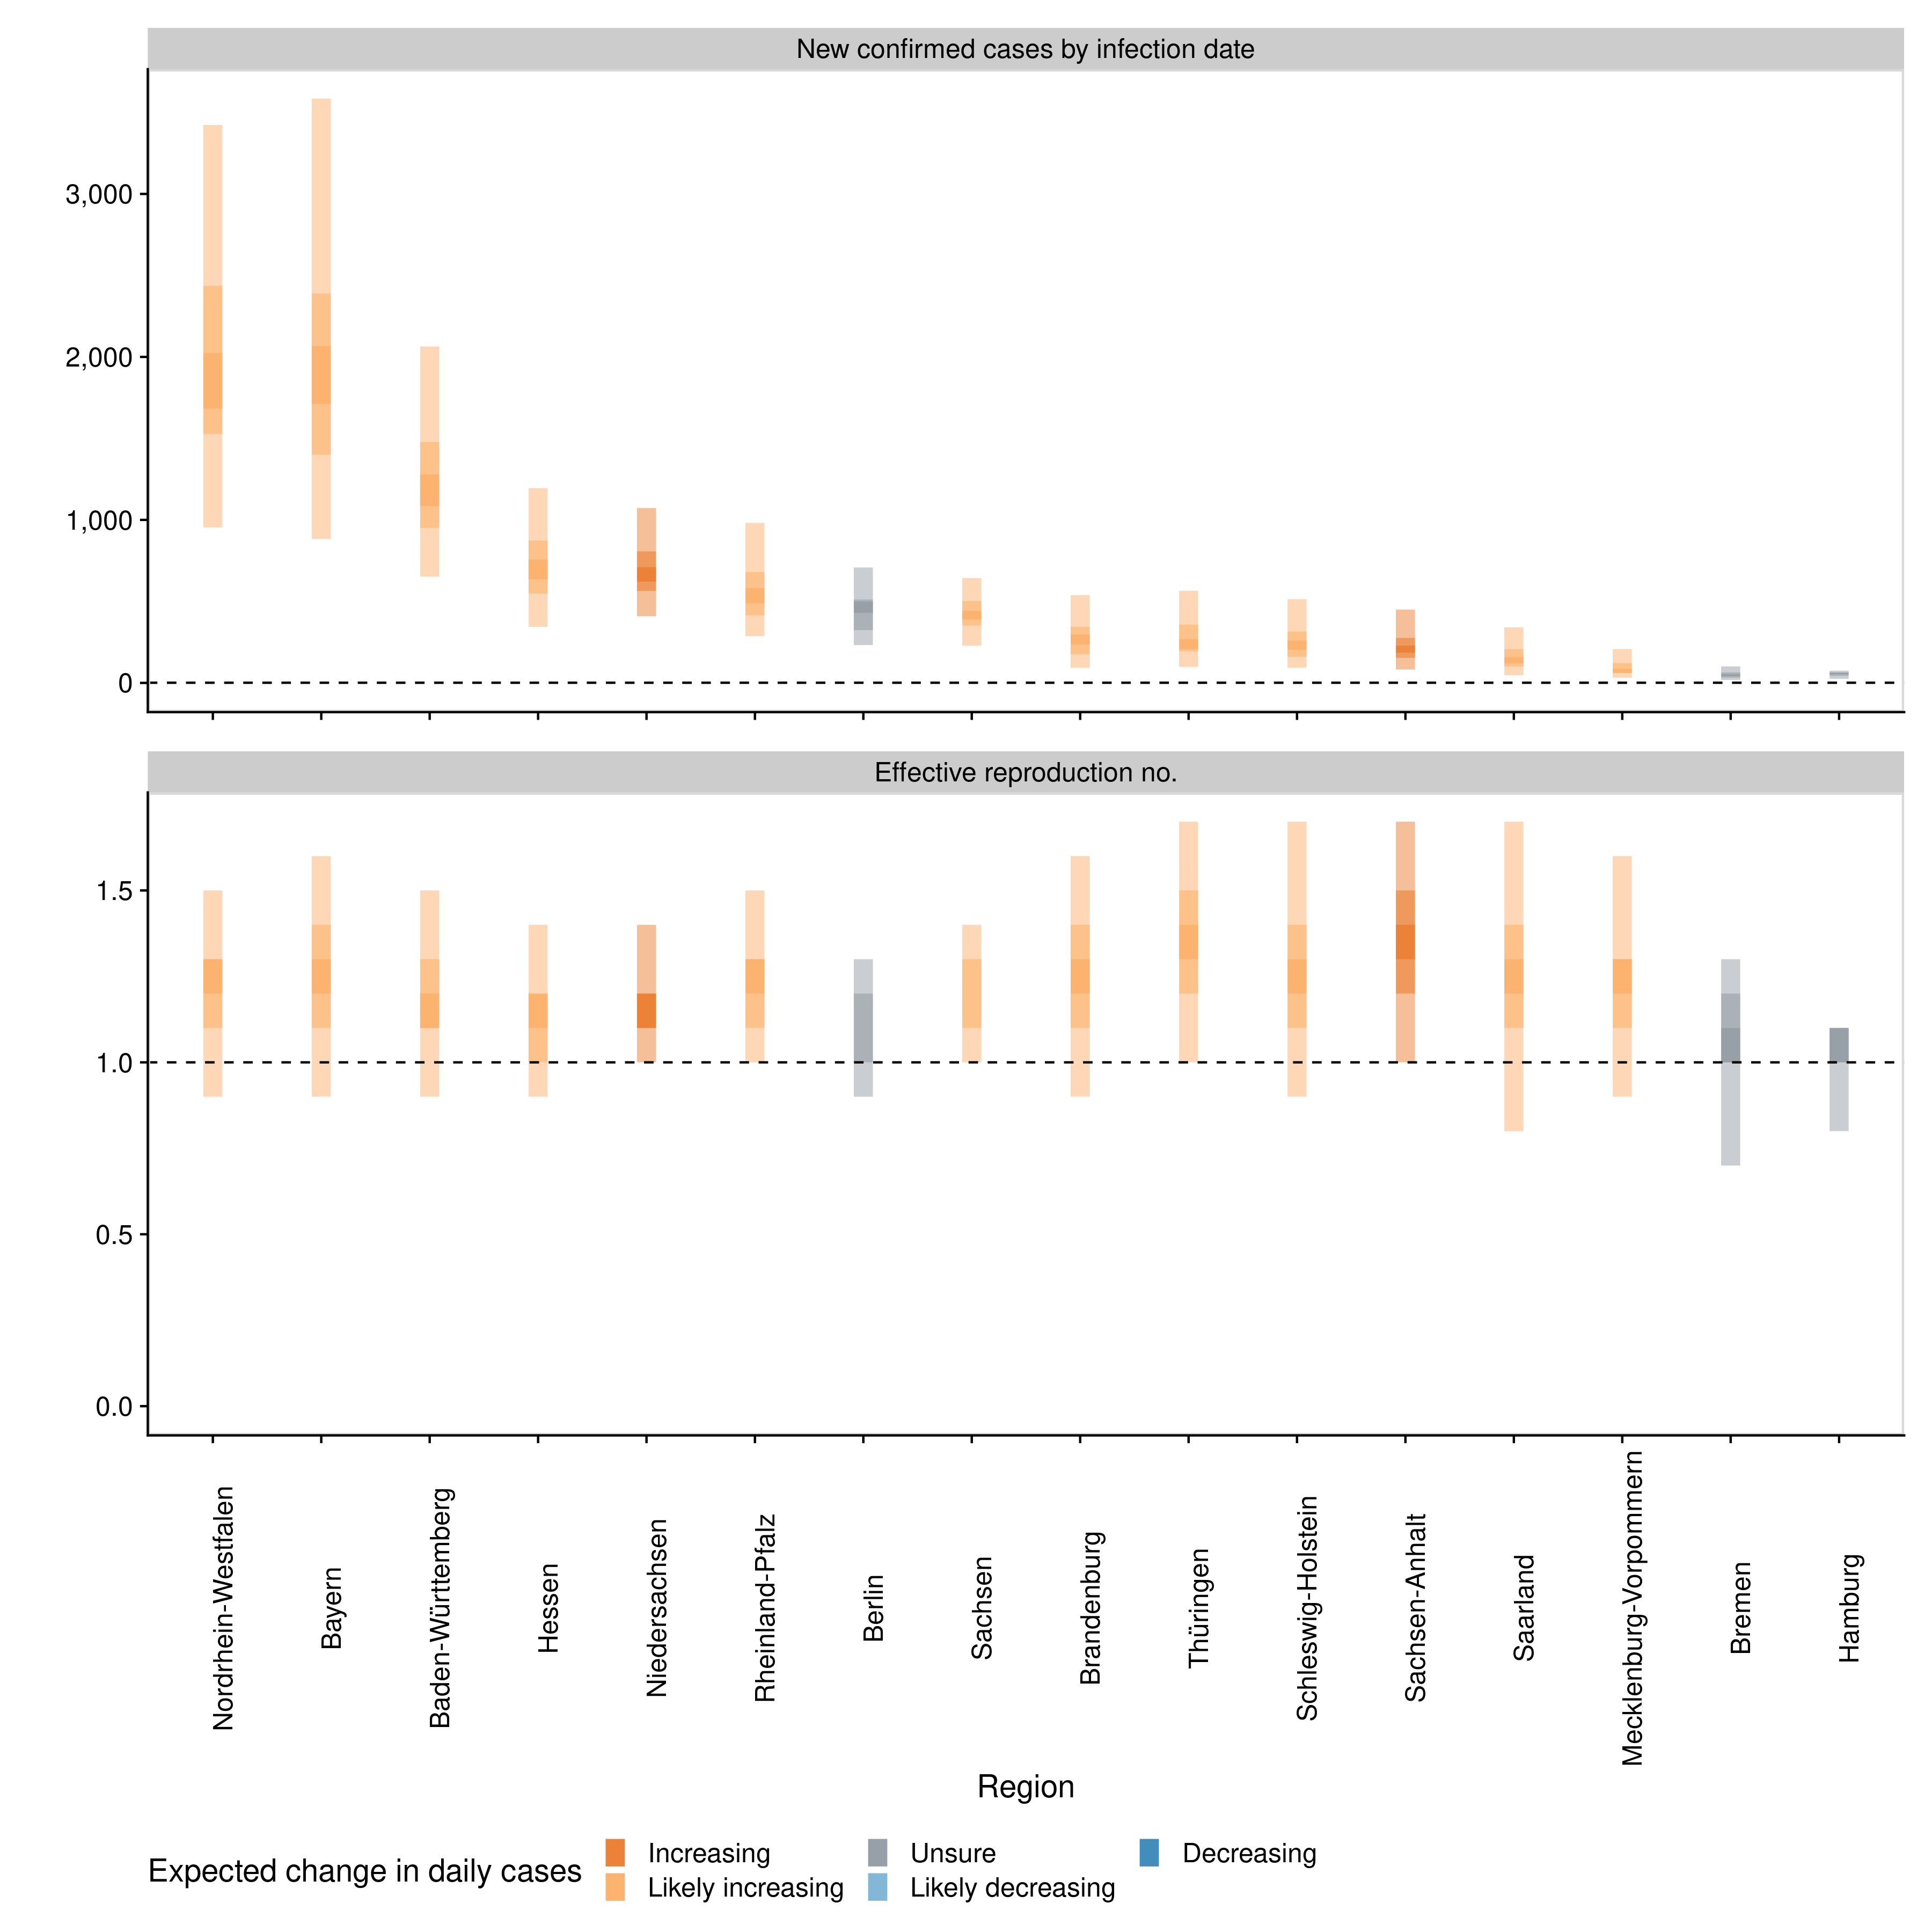 New confirmed cases by infection date
3,000
2,000
1,000
0
Effective reproduction no.
1.5
1.0
0.5
0.0
Nordrhein-Westfalen
Bayern
Baden-Württemberg
Hessen
Niedersachsen
Rheinland-Pfalz
Berlin
Sachsen
Brandenburg
Thüringen
Schleswig-Holstein
Sachsen-Anhalt
Saarland
Mecklenburg-Vorpommern
Bremen
Hamburg
Region
Expected change in daily cases
Increasing
Likely increasing
Unsure
Likely decreasing
Decreasing